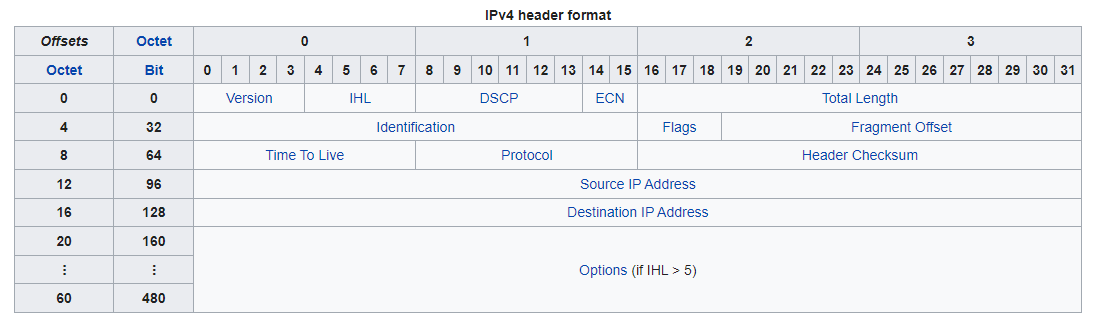 IPv4 header format
Offsets Octet 0 1 2 3
Octet Bit 0 1 2 3 4 5 6 7 8 9 10 11 12 13 14 15 16 17 18 19 20 21 22 23 24 25 26 27 28 29 30 31
0 0 Version IHL DSCP ECN Total Length
4 32 Identification Flags Fragment Offset
8 64 Time To Live Protocol Header Checksum
12 96 Source IP Address
16 128 Destination IP Address
20 160
⋮ ⋮ Options (if IHL > 5)
60 480